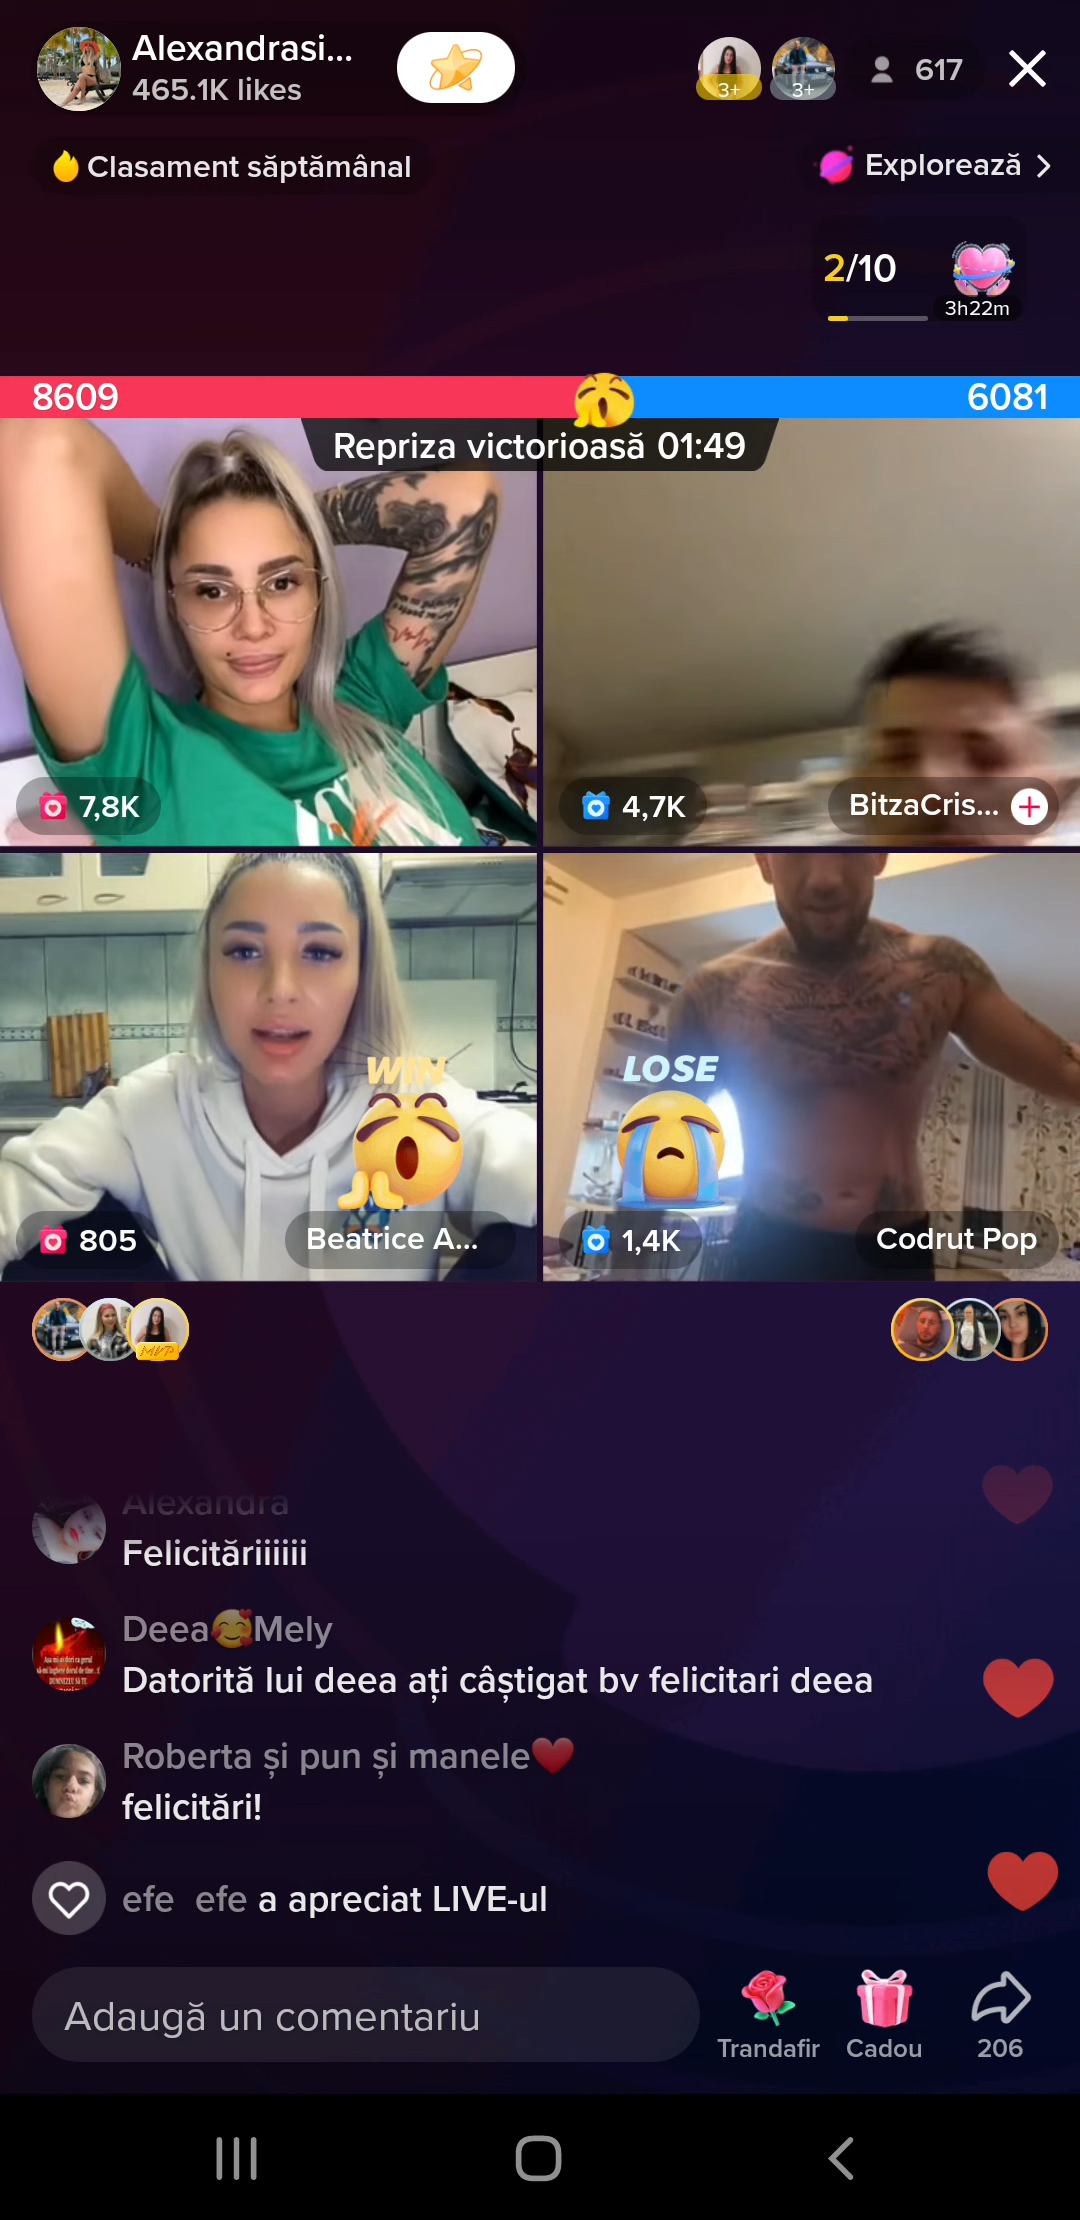 Alexandrasi...
465.1K likes
3+
3+
617
Clasament săptămânal
Explorează
2/10
3h22m
8609
6081
Repriza victorioasă 01:49
7,8K
4,7K
BitzaCris...
WIN
LOSE
805
Beatrice A...
1,4K
Codrut Pop
MVP
Alexandra
Felicităriiiiii
Deea🥰Mely
Datorită lui deea ați câștigat bv felicitari deea
Roberta și pun și manele❤️
felicitări!
efe efe a apreciat LIVE-ul
Adaugă un comentariu
Trandafir
Cadou
206